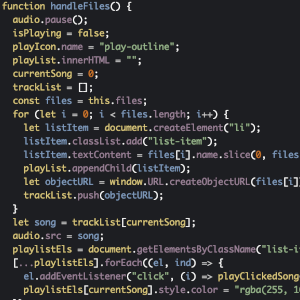 function handleFiles() {
audio.pause();
isPlaying = false;
playIcon.name = "play-outline";
playList.innerHTML = "";
currentSong = 0;
trackList = [];
const files = this.files;
for (let i = 0; i < files.length; i++) {
let listItem = document.createElement("li");
listItem.classList.add("list-item");
listItem.textContent = files[i].name.slice(0, files
playList.appendChild(listItem);
let objectURL = window.URL.createObjectURL(files[i]
trackList.push(objectURL);
}
let song = trackList[currentSong];
audio.src = song;
playlistEls = document.getElementsByClassName("list-i
[...playlistEls].forEach((el, ind) => {
el.addEventListener("click", (i) => playClickedSong
playlistEls[currentSong].style.color = "rgba(255, 16